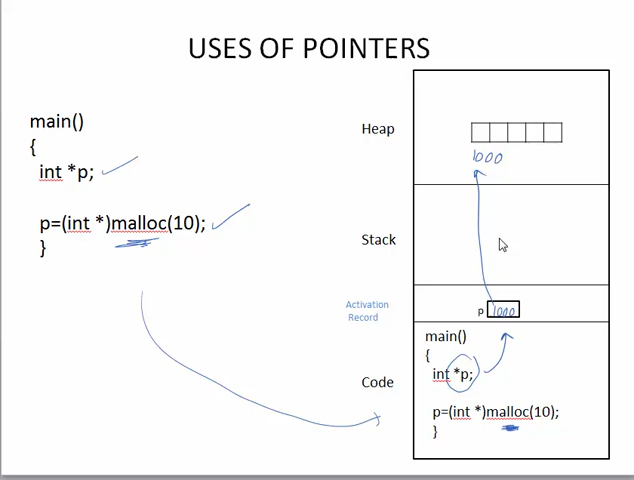 USES OF POINTERS
main()
{
int *p;
p=(int *)malloc(10);
}
Heap
1000
Stack
Activation
Record
p 1000
Code
main()
{
int *p;
p=(int *)malloc(10);
}